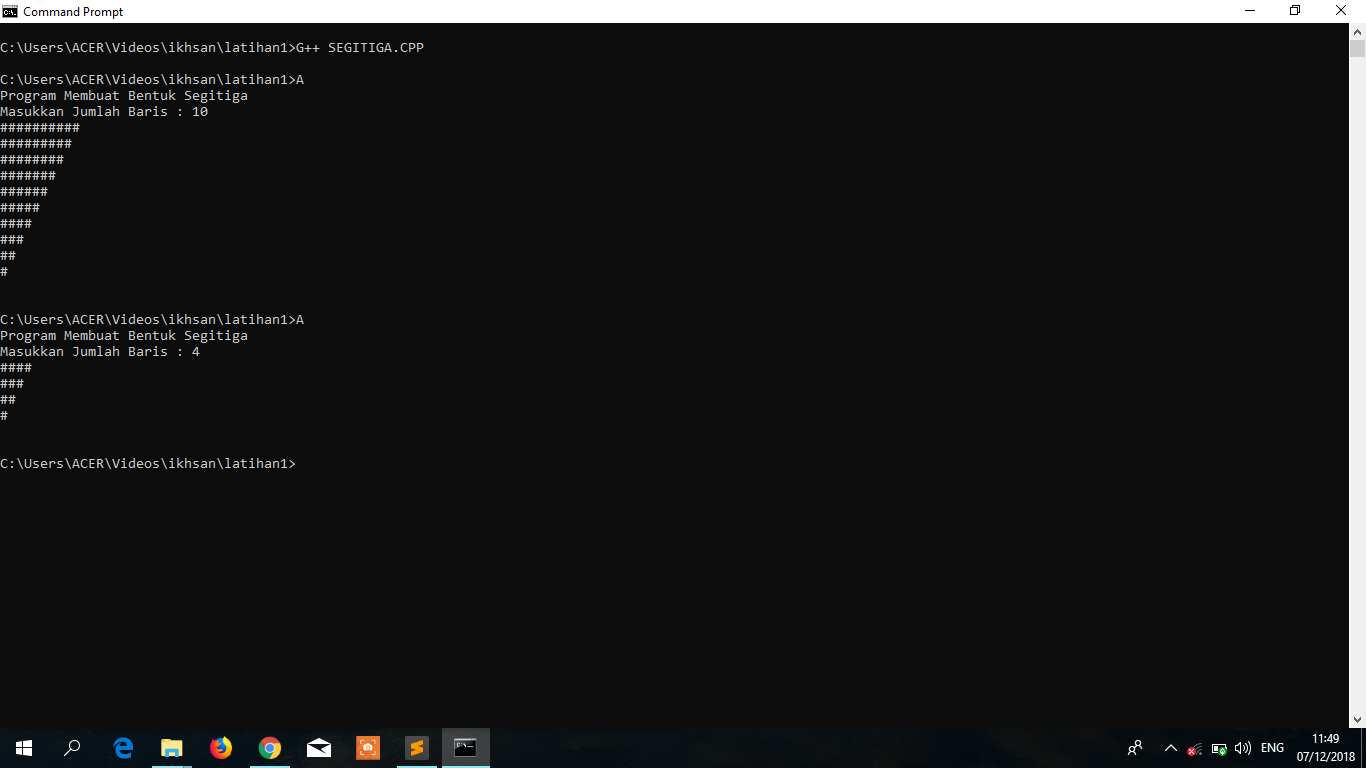 Command Prompt
C:\Users\ACER\Videos\ikhsan\latihan1>G++ SEGITIGA.CPP
C:\Users\ACER\Videos\ikhsan\latihan1>A
Program Membuat Bentuk Segitiga
Masukkan Jumlah Baris : 10
##########
#########
########
#######
######
#####
####
###
##
#
C:\Users\ACER\Videos\ikhsan\latihan1>A
Program Membuat Bentuk Segitiga
Masukkan Jumlah Baris : 4
####
###
##
#
C:\Users\ACER\Videos\ikhsan\latihan1>
ENG
11:49
07/12/2018